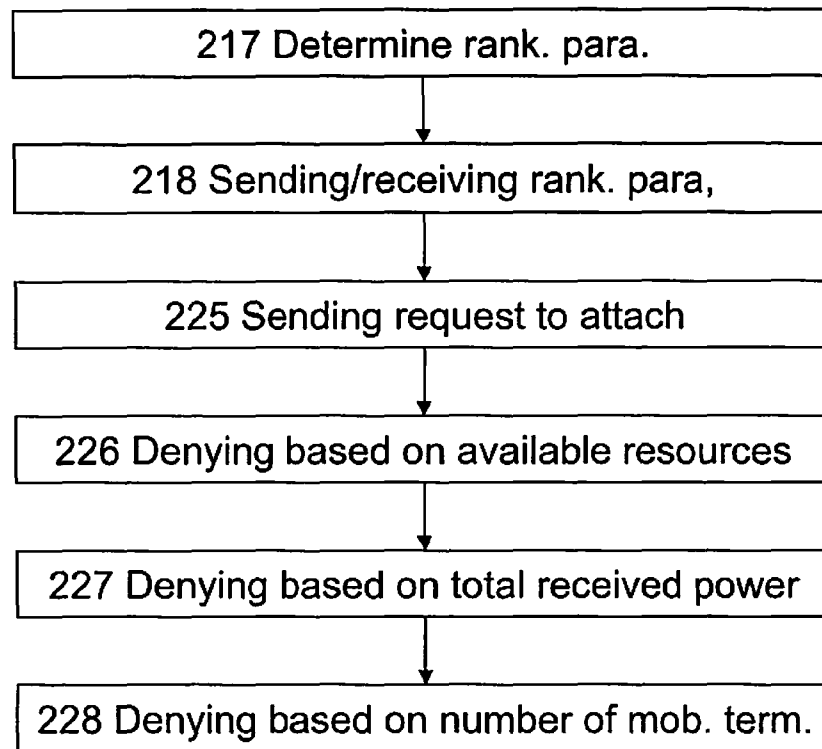 217 Determine rank. para.
218 Sending/receiving rank. para,
225 Sending request to attach
226 Denying based on available resources
227 Denying based on total received power
228 Denying based on number of mob. term.